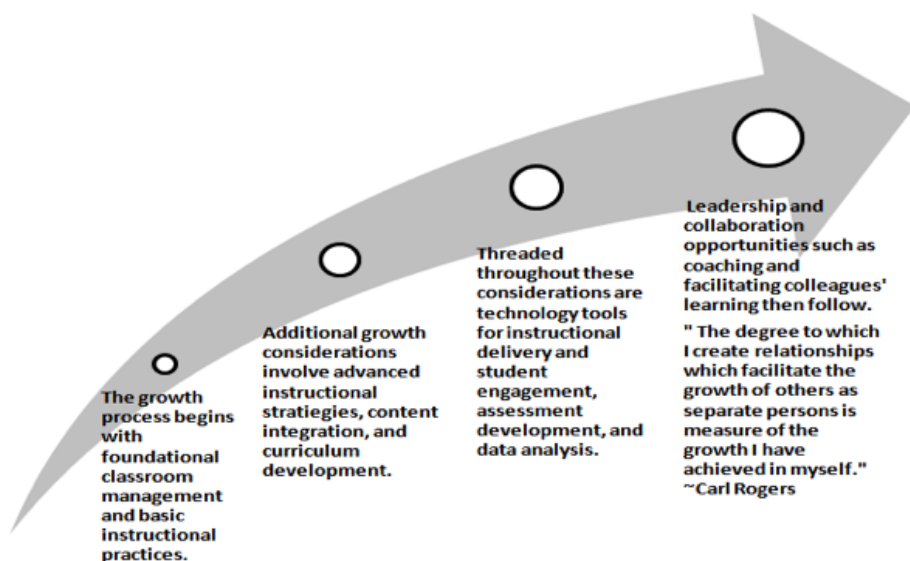 The growth
process begins
with
foundational
classroom
management
and basic
instructional
practices.
Additional growth
considerations
involve advanced
instructional
stratiegies, content
integration, and
curriculum
development.
Threaded
throughout these
considerations are
technology tools
for instructional
delivery and
student
engagement,
assessment
development, and
data analysis.
Leadership and
collaboration
opportunities such as
coaching and
facilitating colleagues'
learning then follow.
" The degree to which
I create relationships
which facilitate the
growth of others as
separate persons is
measure of the
growth I have
achieved in myself."
~Carl Rogers